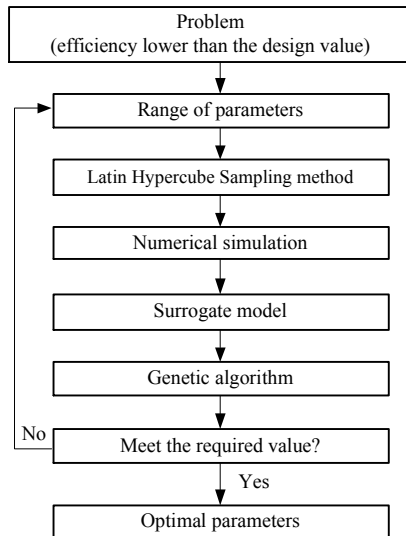 Problem
(efficiency lower than the design value)
Range of parameters
Latin Hypercube Sampling method
Numerical simulation
Surrogate model
Genetic algorithm
No
Meet the required value?
Yes
Optimal parameters